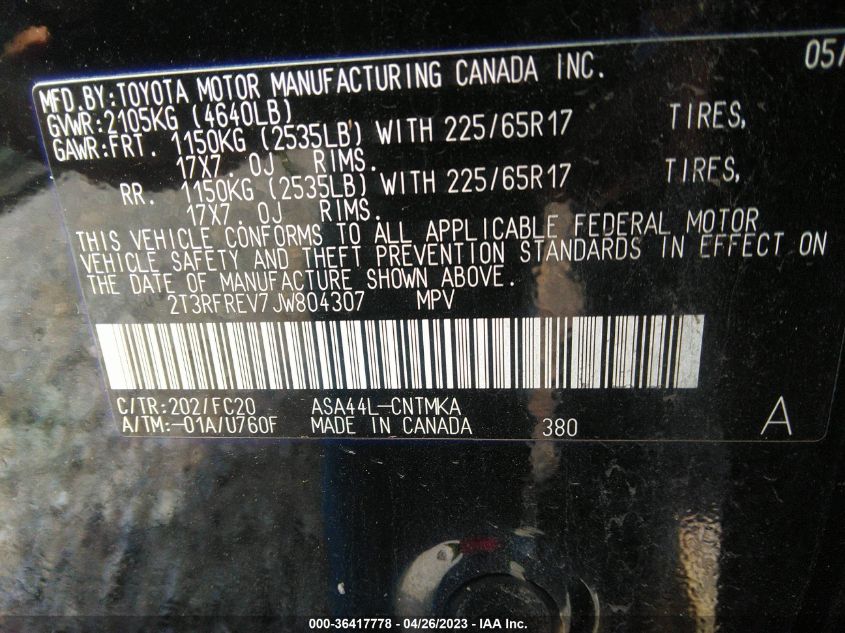 05/
MFD.BY:TOYOTA MOTOR MANUFACTURING CANADA INC.
GVWR:2105KG (4640LB)
GAWR:FRT. 1150KG (2535LB) WITH 225/65R17 TIRES,
17X7.0J RIMS.
RR. 1150KG (2535LB) WITH 225/65R17 TIRES,
17X7.0J RIMS.
THIS VEHICLE CONFORMS TO ALL APPLICABLE FEDERAL MOTOR
VEHICLE SAFETY AND THEFT PREVENTION STANDARDS IN EFFECT ON
THE DATE OF MANUFACTURE SHOWN ABOVE.
2T3RFREV7JW804307 MPV
C/TR:202/FC20 ASA44L-CNTMKA
A/TM:-01A/U760F MADE IN CANADA 380 A
000-36417778 - 04/26/2023 - IAA Inc.